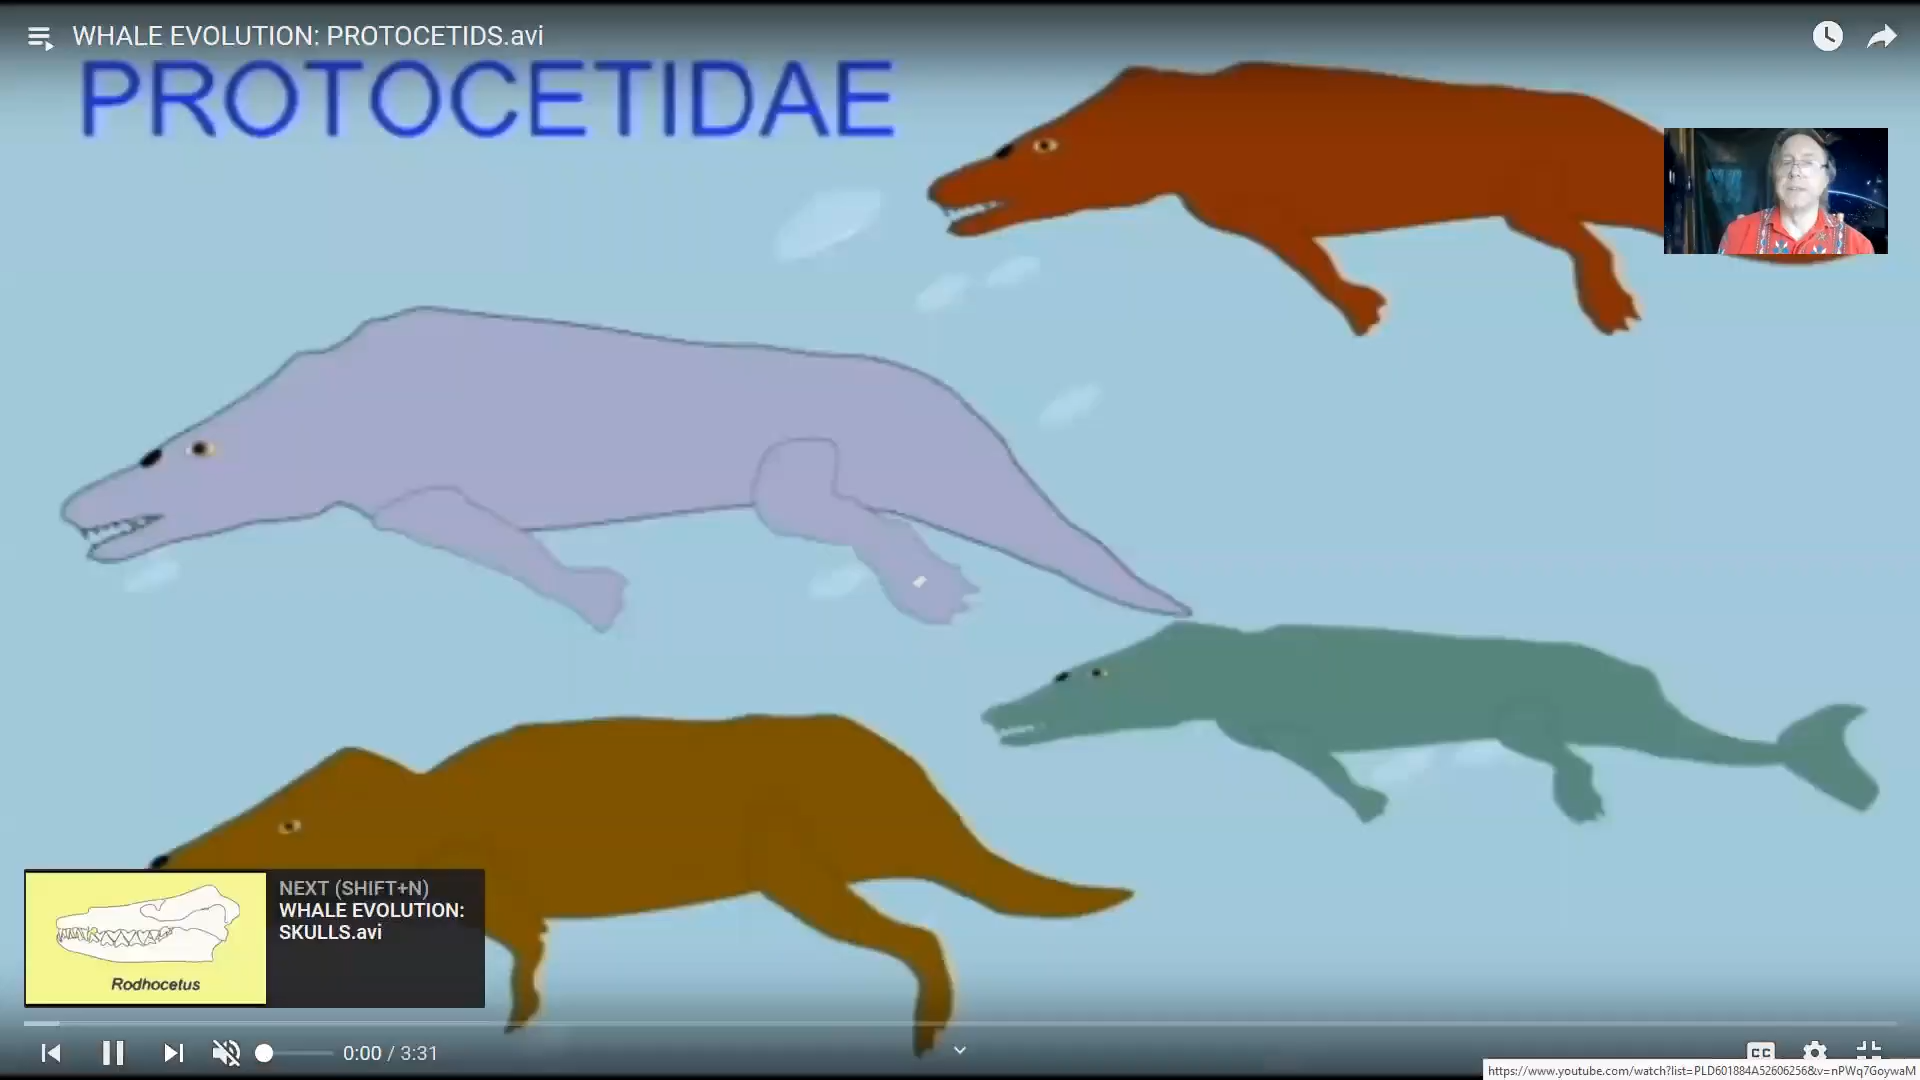 WHALE EVOLUTION: PROTOCETIDS.avi
PROTOCETIDAE
NEXT (SHIFT+N)
WHALE EVOLUTION:
SKULLS.avi
Rodhocetus
0:00 / 3:31
CC
https://www.youtube.com/watch?list=PLD601884A52606256&v=nPWq7GoywaM